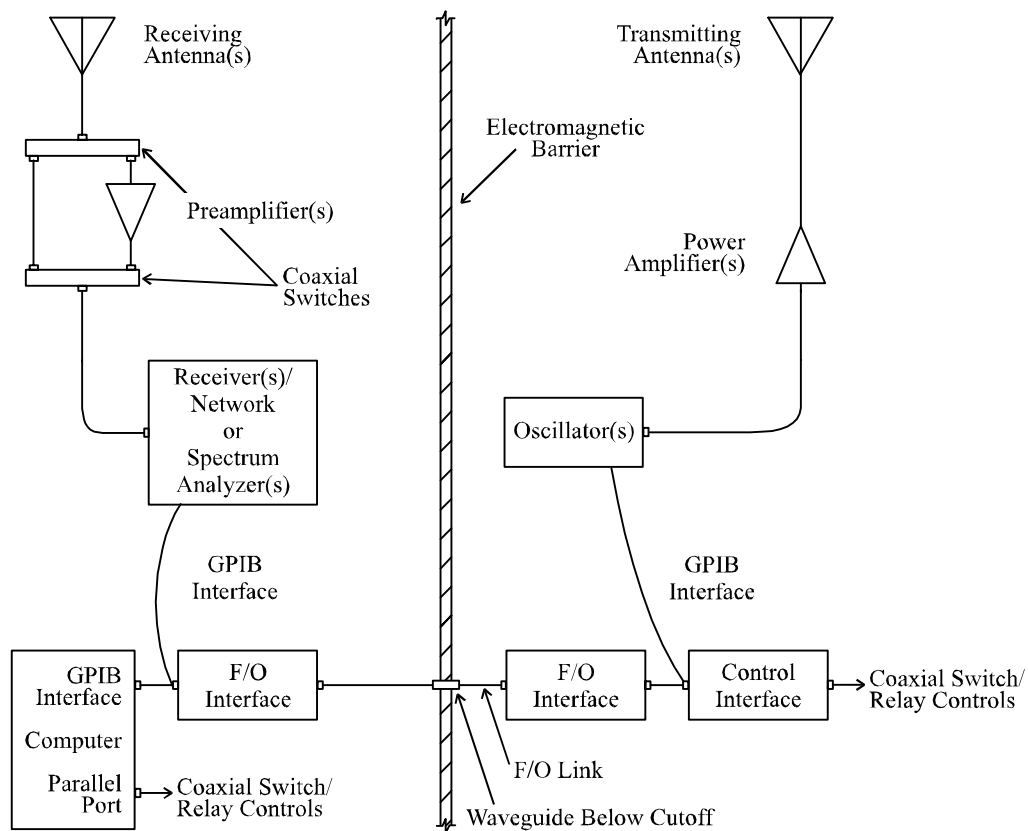 Receiving
Antenna(s)
Transmitting
Antenna(s)
Electromagnetic
Barrier
Preamplifier(s)
Coaxial
Switches
Power
Amplifier(s)
Receiver(s)/
Network
or
Spectrum
Analyzer(s)
Oscillator(s)
GPIB
Interface
GPIB
Interface
GPIB
Interface
Computer
Parallel
Port
F/O
Interface
F/O
Interface
Control
Interface
Coaxial Switch/
Relay Controls
Coaxial Switch/
Relay Controls
F/O Link
Waveguide Below Cutoff